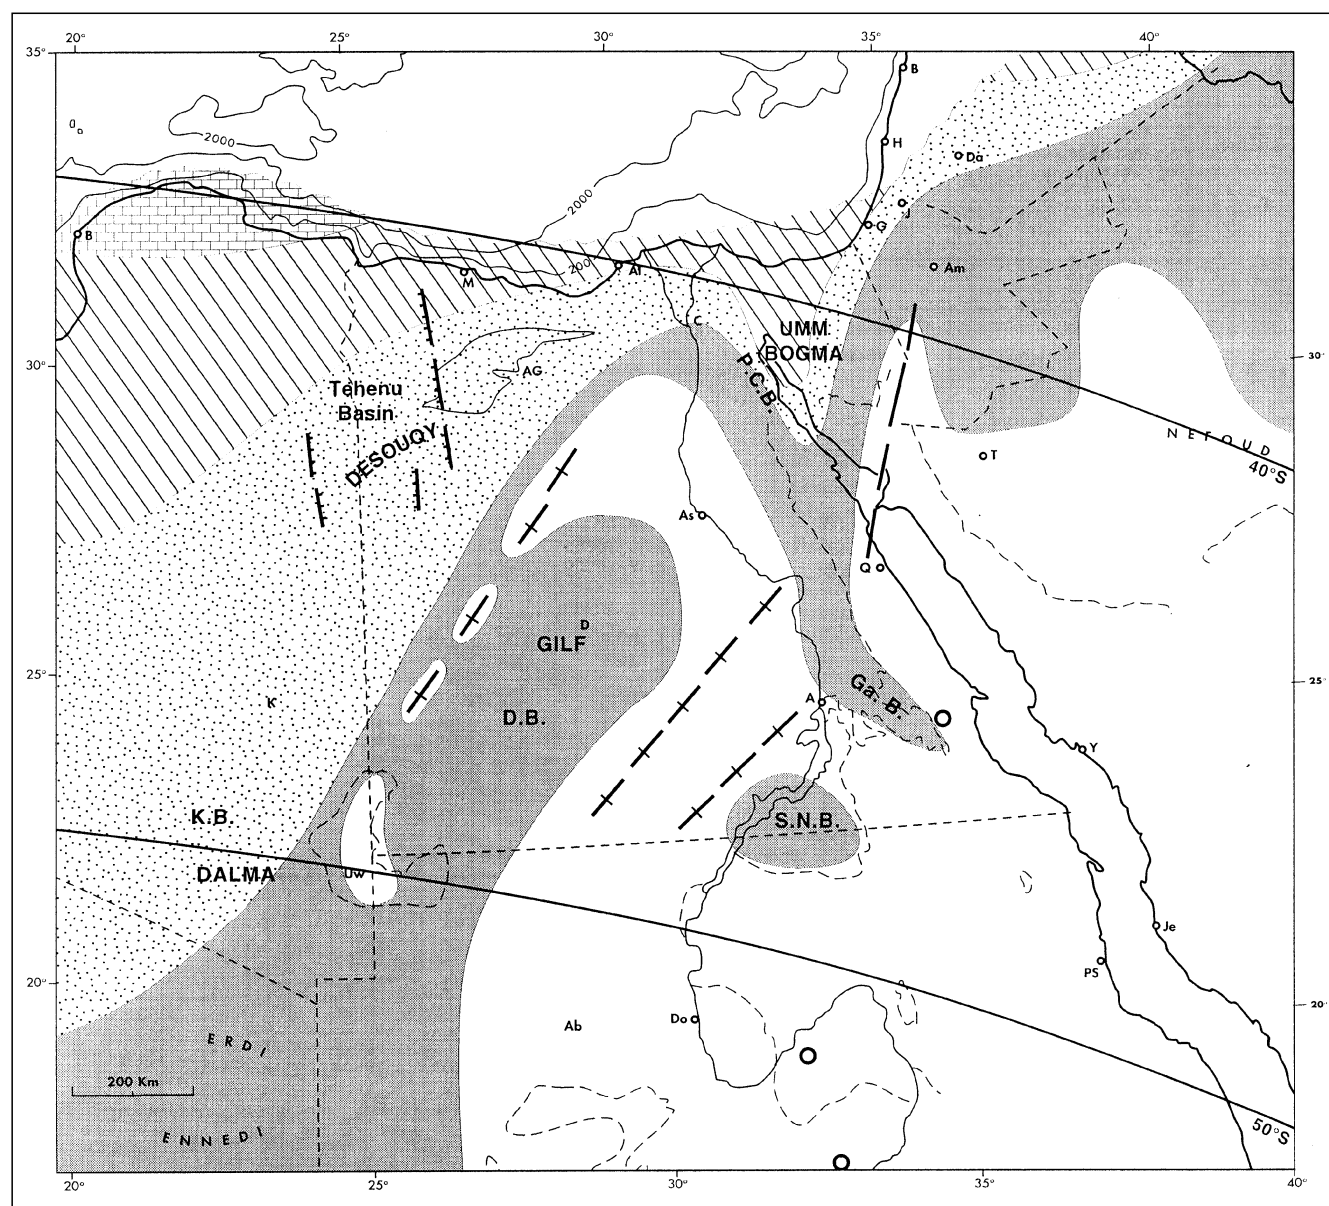 20° 25° 30° 35° 40°
35°
B
2000
H
Da
2000
J
B
G
200
Al
Am
M
C
UMM
BOGMA
30°
30°
P.C.B.
AG
Tehenu
Basin
DESOUQY
NEFOUD
T
40°S
As
Q
D
GILF
25°
25°
K
A
Ga. B.
D.B.
Y
K.B.
S.N.B.
DALMA
Uw
Je
PS
20°
20°
Ab
Do
ERDI
200 Km
ENNEDI
50°S
20° 25° 30° 35° 40°